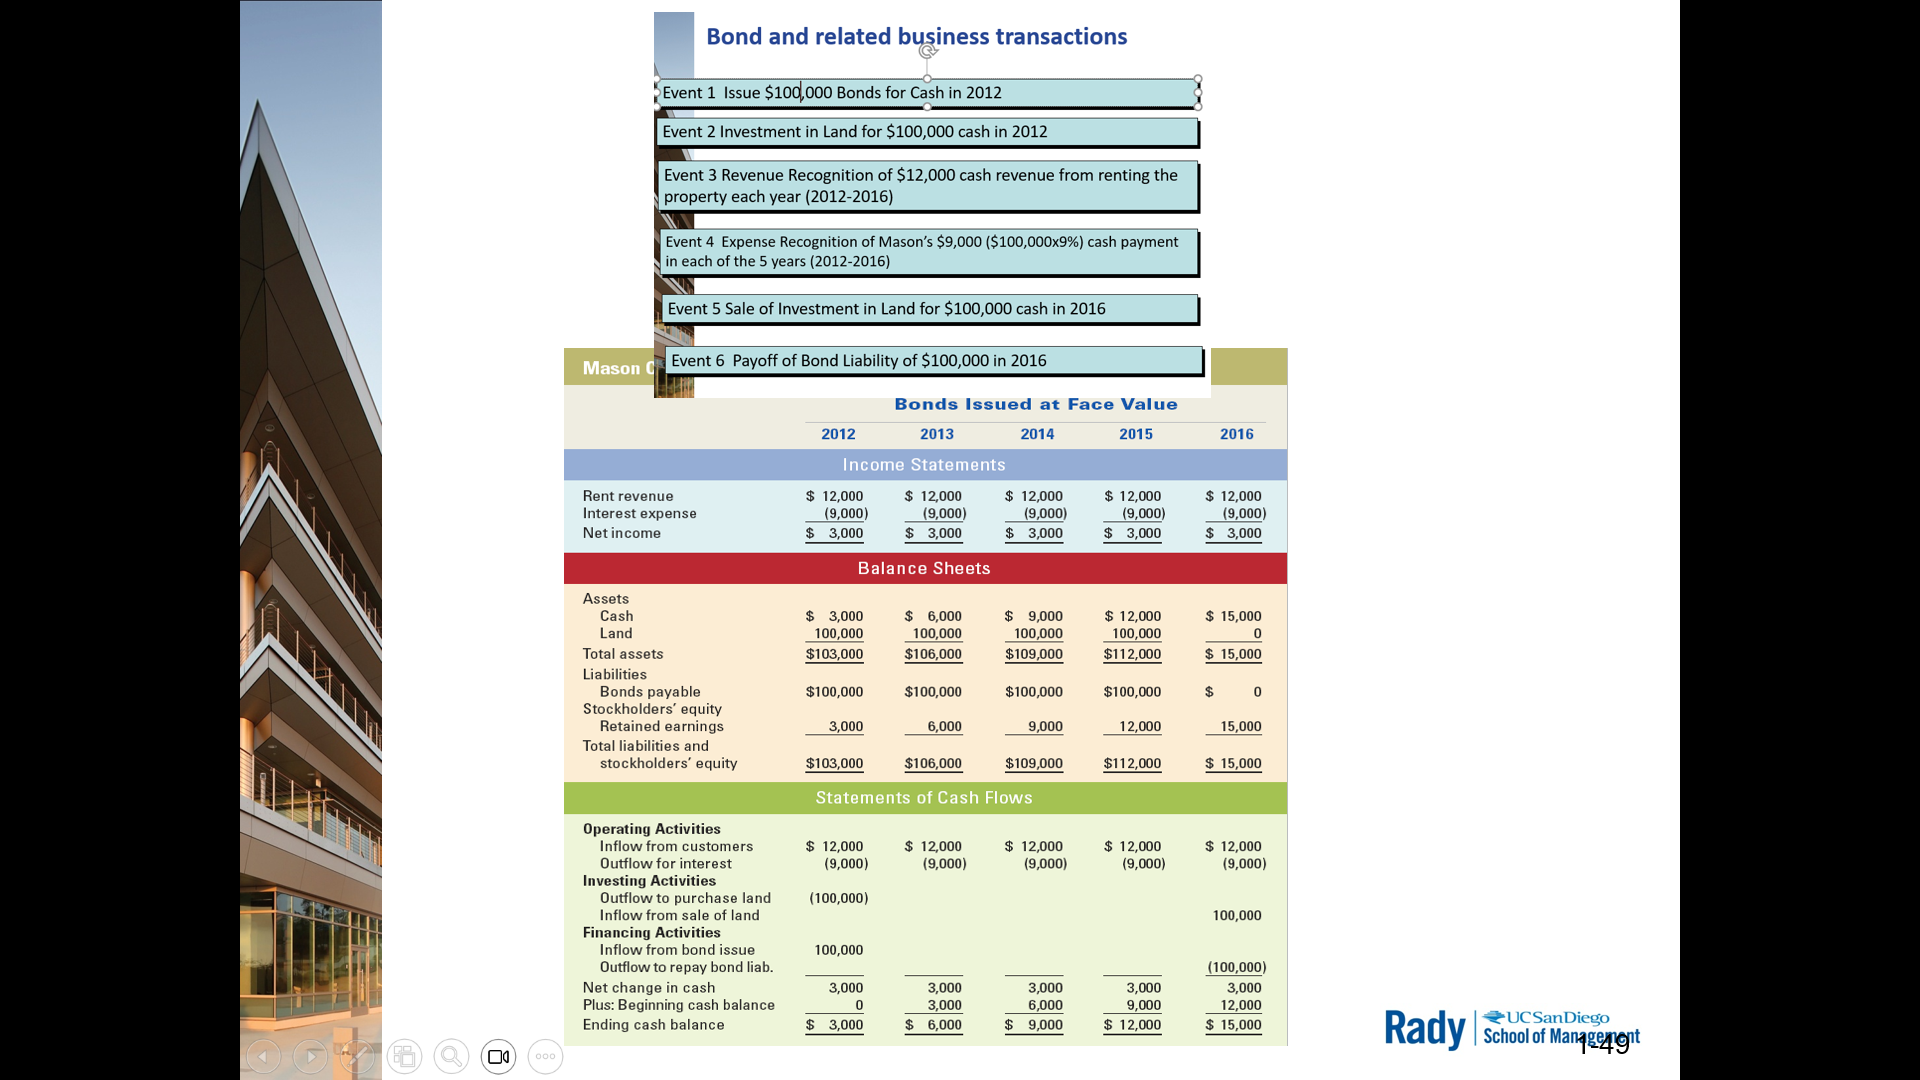 Bond and related business transactions
Event 1 Issue $100,000 Bonds for Cash in 2012
Event 2 Investment in Land for $100,000 cash in 2012
Event 3 Revenue Recognition of $12,000 cash revenue from renting the
property each year (2012-2016)
Event 4 Expense Recognition of Mason’s $9,000 ($100,000x9%) cash payment
in each of the 5 years (2012-2016)
Event 5 Sale of Investment in Land for $100,000 cash in 2016
Event 6 Payoff of Bond Liability of $100,000 in 2016
Mason
Bonds Issued at Face Value
2012 2013 2014 2015 2016
Income Statements
Rent revenue $ 12,000 $ 12,000 $ 12,000 $ 12,000 $ 12,000
Interest expense (9,000) (9,000) (9,000) (9,000) (9,000)
Net income $ 3,000 $ 3,000 $ 3,000 $ 3,000 $ 3,000
Balance Sheets
Assets
Cash $ 3,000 $ 6,000 $ 9,000 $ 12,000 $ 15,000
Land 100,000 100,000 100,000 100,000 0
Total assets $103,000 $106,000 $109,000 $112,000 $ 15,000
Liabilities
Bonds payable $100,000 $100,000 $100,000 $100,000 $ 0
Stockholders’ equity
Retained earnings 3,000 6,000 9,000 12,000 15,000
Total liabilities and
stockholders’ equity $103,000 $106,000 $109,000 $112,000 $ 15,000
Statements of Cash Flows
Operating Activities
Inflow from customers $ 12,000 $ 12,000 $ 12,000 $ 12,000 $ 12,000
Outflow for interest (9,000) (9,000) (9,000) (9,000) (9,000)
Investing Activities
Outflow to purchase land (100,000)
Inflow from sale of land 100,000
Financing Activities
Inflow from bond issue 100,000
Outflow to repay bond liab. (100,000)
Net change in cash 3,000 3,000 3,000 3,000 3,000
Plus: Beginning cash balance 0 3,000 6,000 9,000 12,000
Ending cash balance $ 3,000 $ 6,000 $ 9,000 $ 12,000 $ 15,000
Rady
UC San Diego
School of Management
1-49